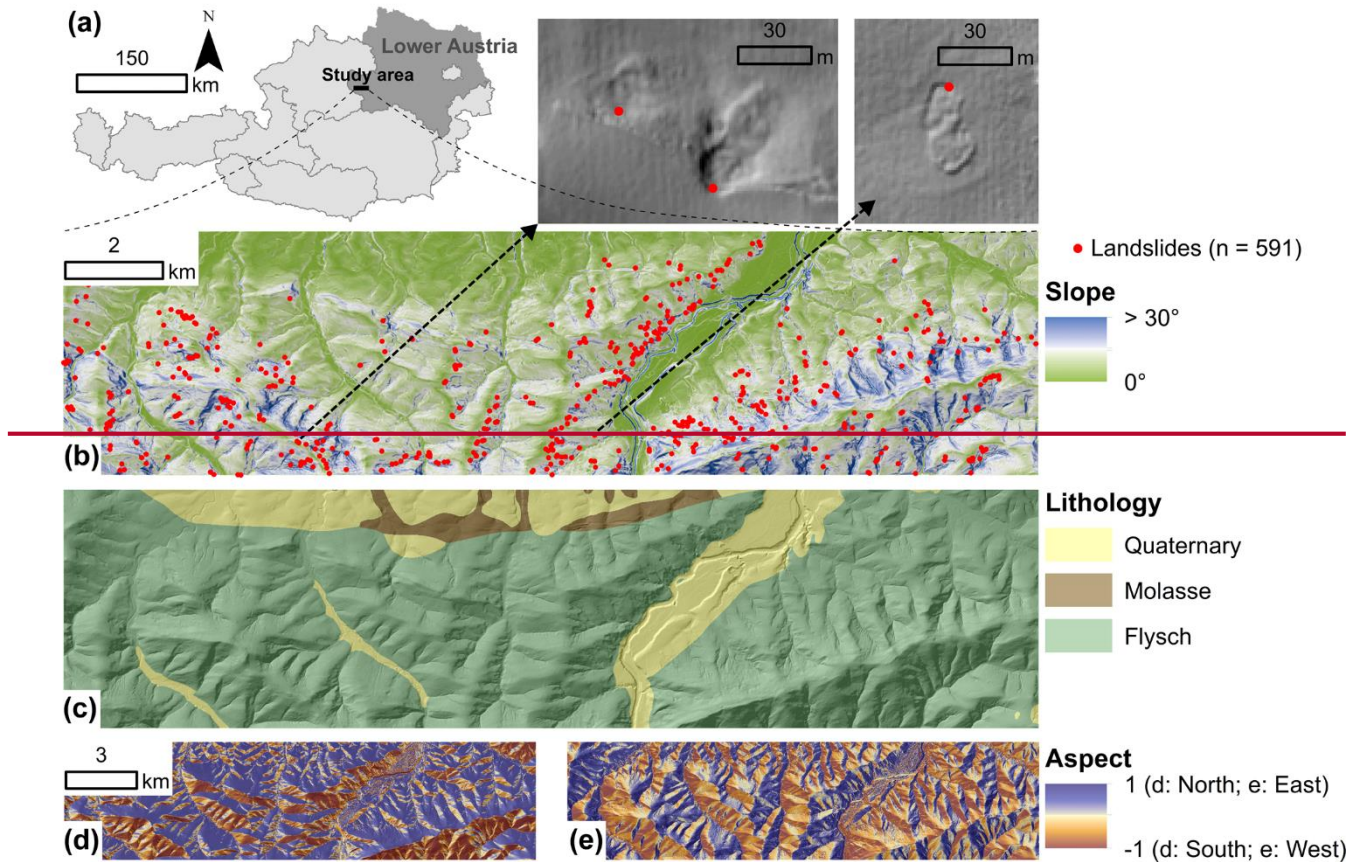 (a)
N
150
km
Lower Austria
Study area
30
m
30
m
2
km
Landslides (n = 591)
Slope
> 30°
0°
(b)
Lithology
Quaternary
Molasse
Flysch
(c)
3
km
(d)
(e)
Aspect
1 (d: North; e: East)
-1 (d: South; e: West)